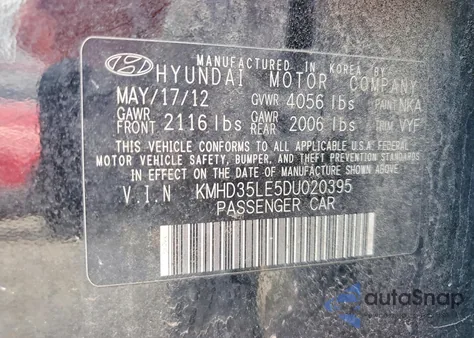 MANUFACTURED IN KOREA BY
HYUNDAI MOTOR COMPANY
MAY/17/12 GVWR 4056 lbs PAINT NKA
GAWR FRONT 2116 lbs GAWR REAR 2006 lbs TRIM VYF
THIS VEHICLE CONFORMS TO ALL APPLICABLE U.S.A FEDERAL
MOTOR VEHICLE SAFETY, BUMPER, AND THEFT PREVENTION STANDARDS
IN EFFECT ON THE DATE OF MANUFACTURE SHOWN ABOVE.
V.I.N KMHD35LE5DU020395
PASSENGER CAR
autoSnap